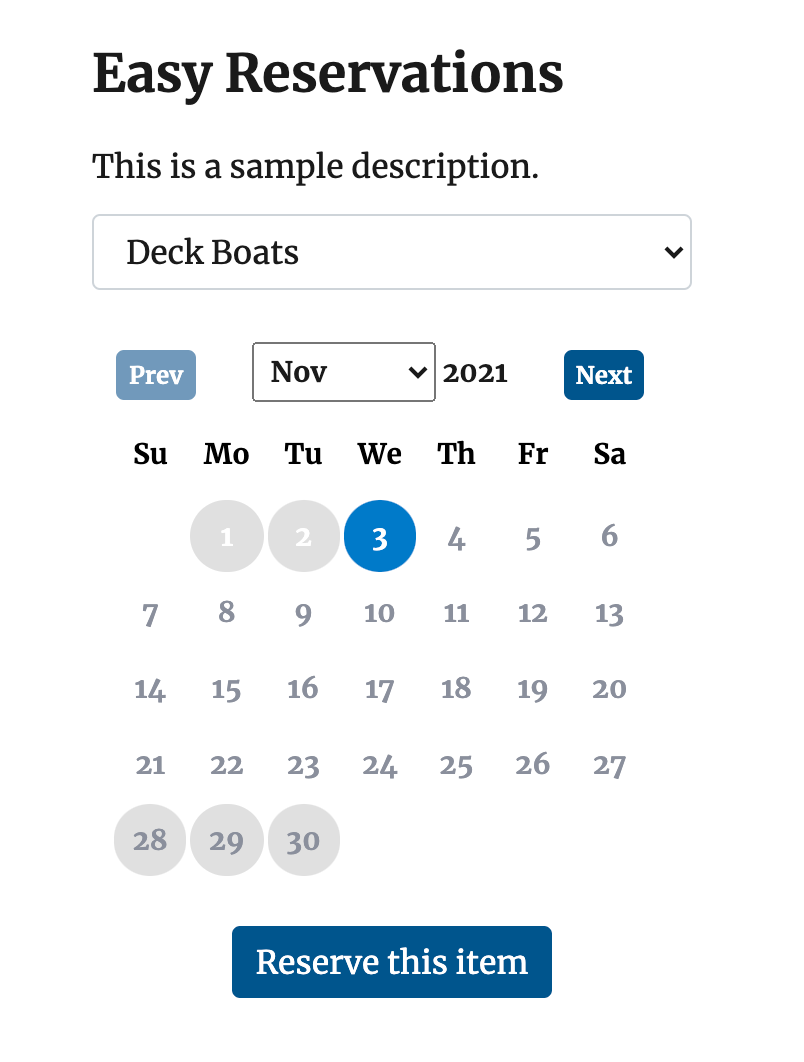 Easy Reservations
This is a sample description.
Deck Boats
Prev Nov 2021 Next
Su Mo Tu We Th Fr Sa
1 2 3 4 5 6
7 8 9 10 11 12 13
14 15 16 17 18 19 20
21 22 23 24 25 26 27
28 29 30
Reserve this item